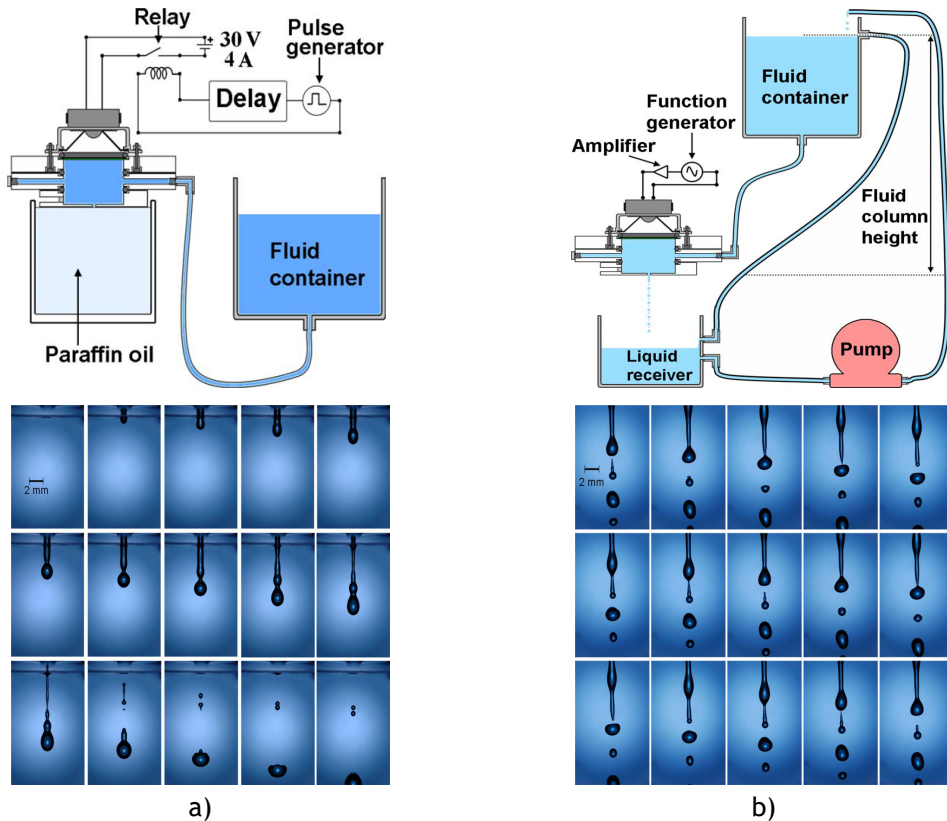 Relay
± 30 V
4 A
Pulse
generator
Delay
Fluid
container
Paraffin oil
2 mm
a)
Fluid
container
Function
generator
Amplifier
Fluid
column
height
Liquid
receiver
Pump
2 mm
b)